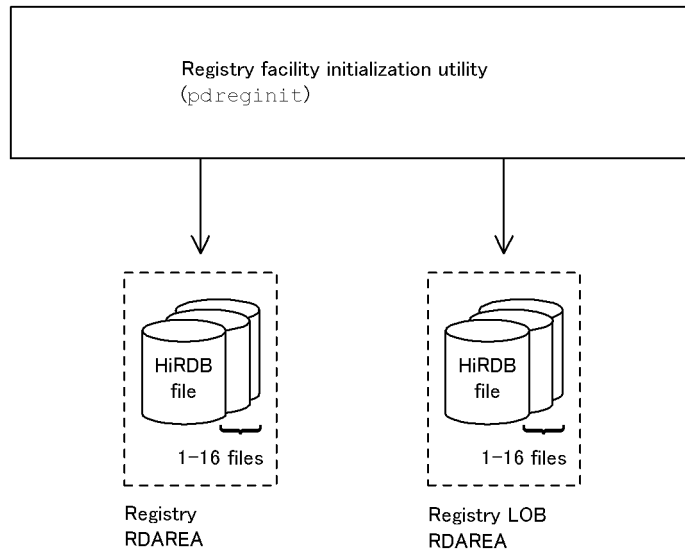 Registry facility initialization utility
(pdreginit)
HiRDB
file
1-16 files
Registry
RDAREA
HiRDB
file
1-16 files
Registry LOB
RDAREA